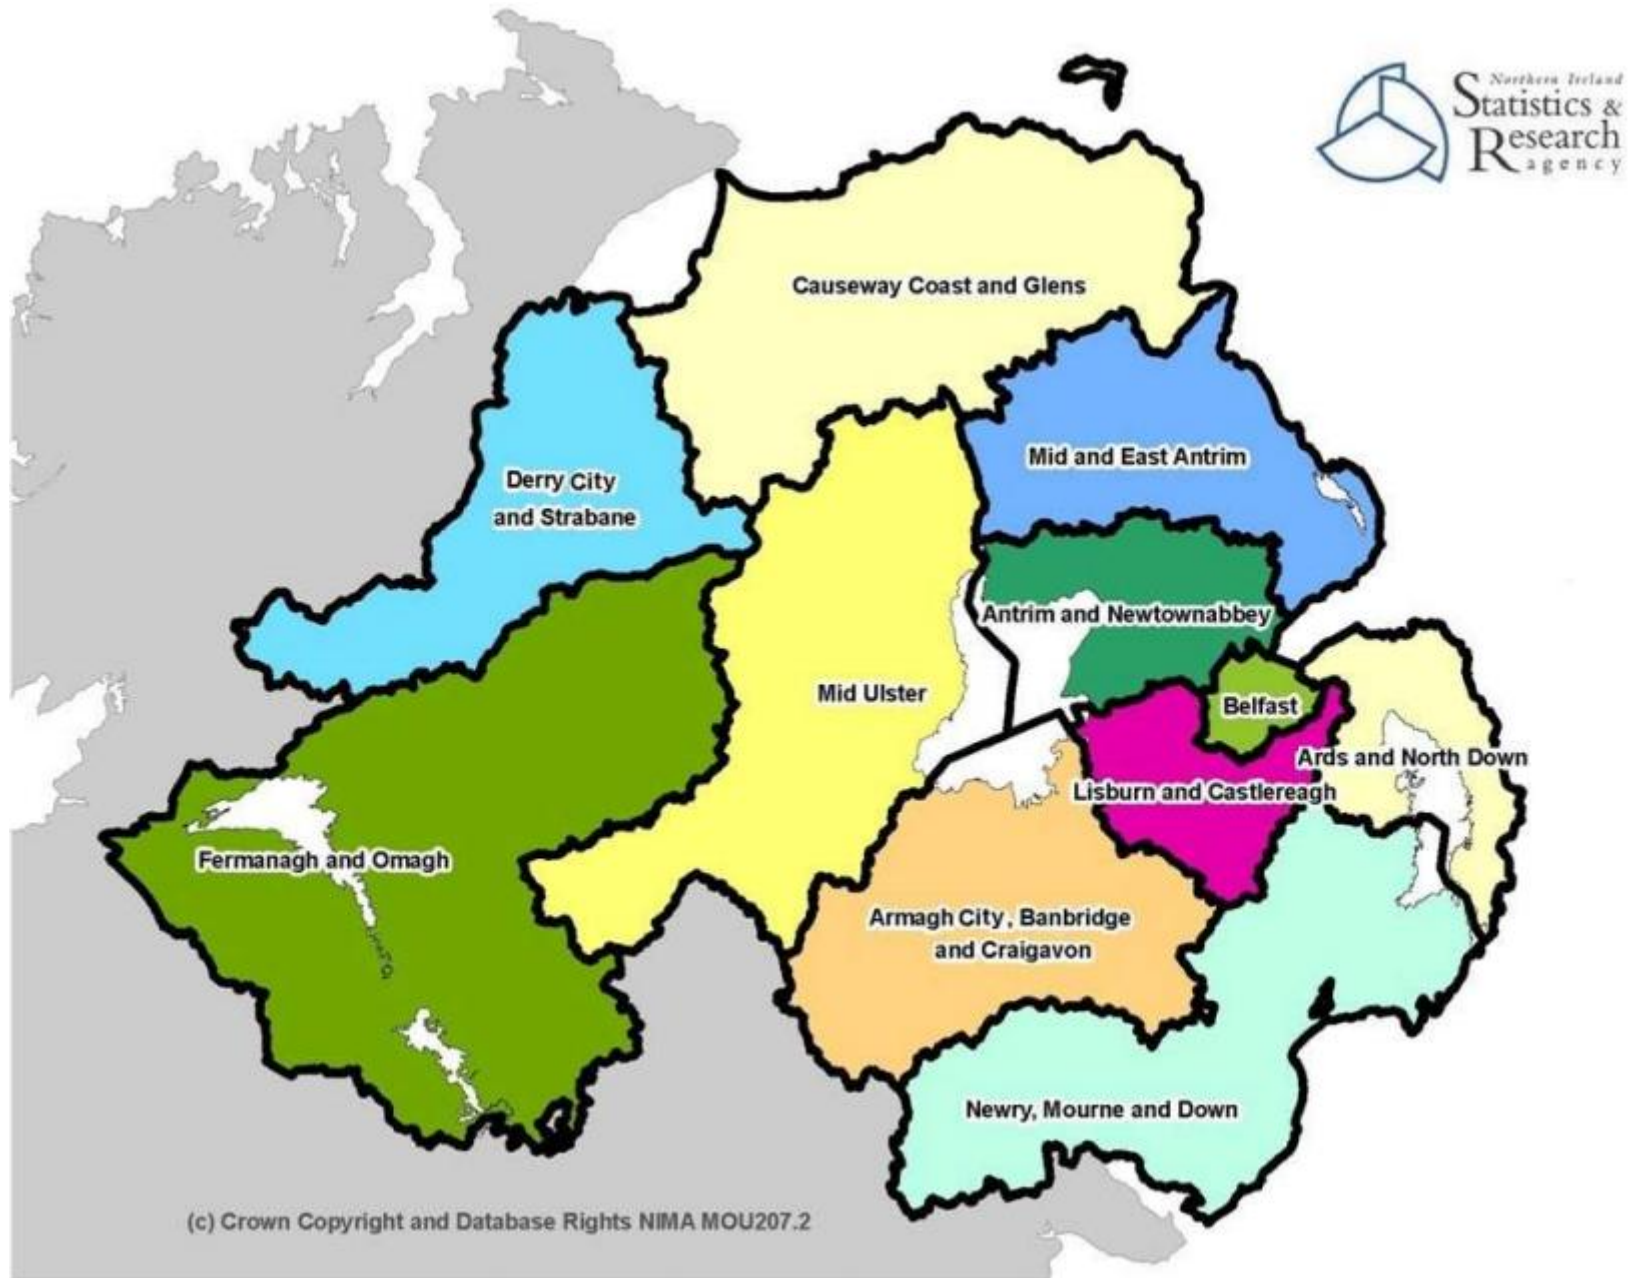 Northern Ireland
Statistics &
Research
agency
Causeway Coast and Glens
Mid and East Antrim
Derry City
and Strabane
Antrim and Newtownabbey
Mid Ulster
Belfast
Ards and North Down
Lisburn and Castlereagh
Fermanagh and Omagh
Armagh City, Banbridge
and Craigavon
Newry, Mourne and Down
(c) Crown Copyright and Database Rights NIMA MOU207.2